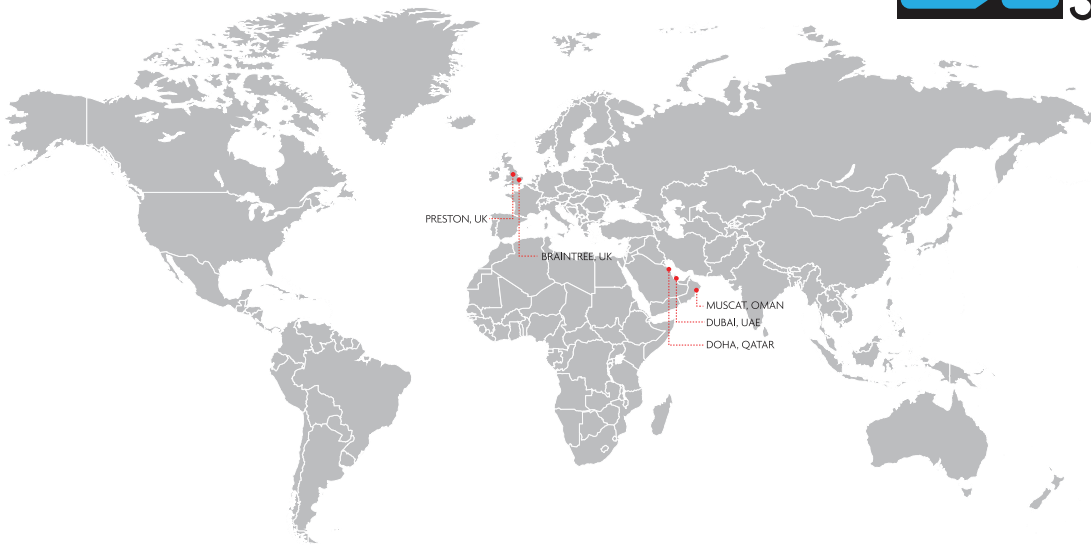 PRESTON, UK
BRAINTREE, UK
MUSCAT, OMAN
DUBAI, UAE
DOHA, QATAR